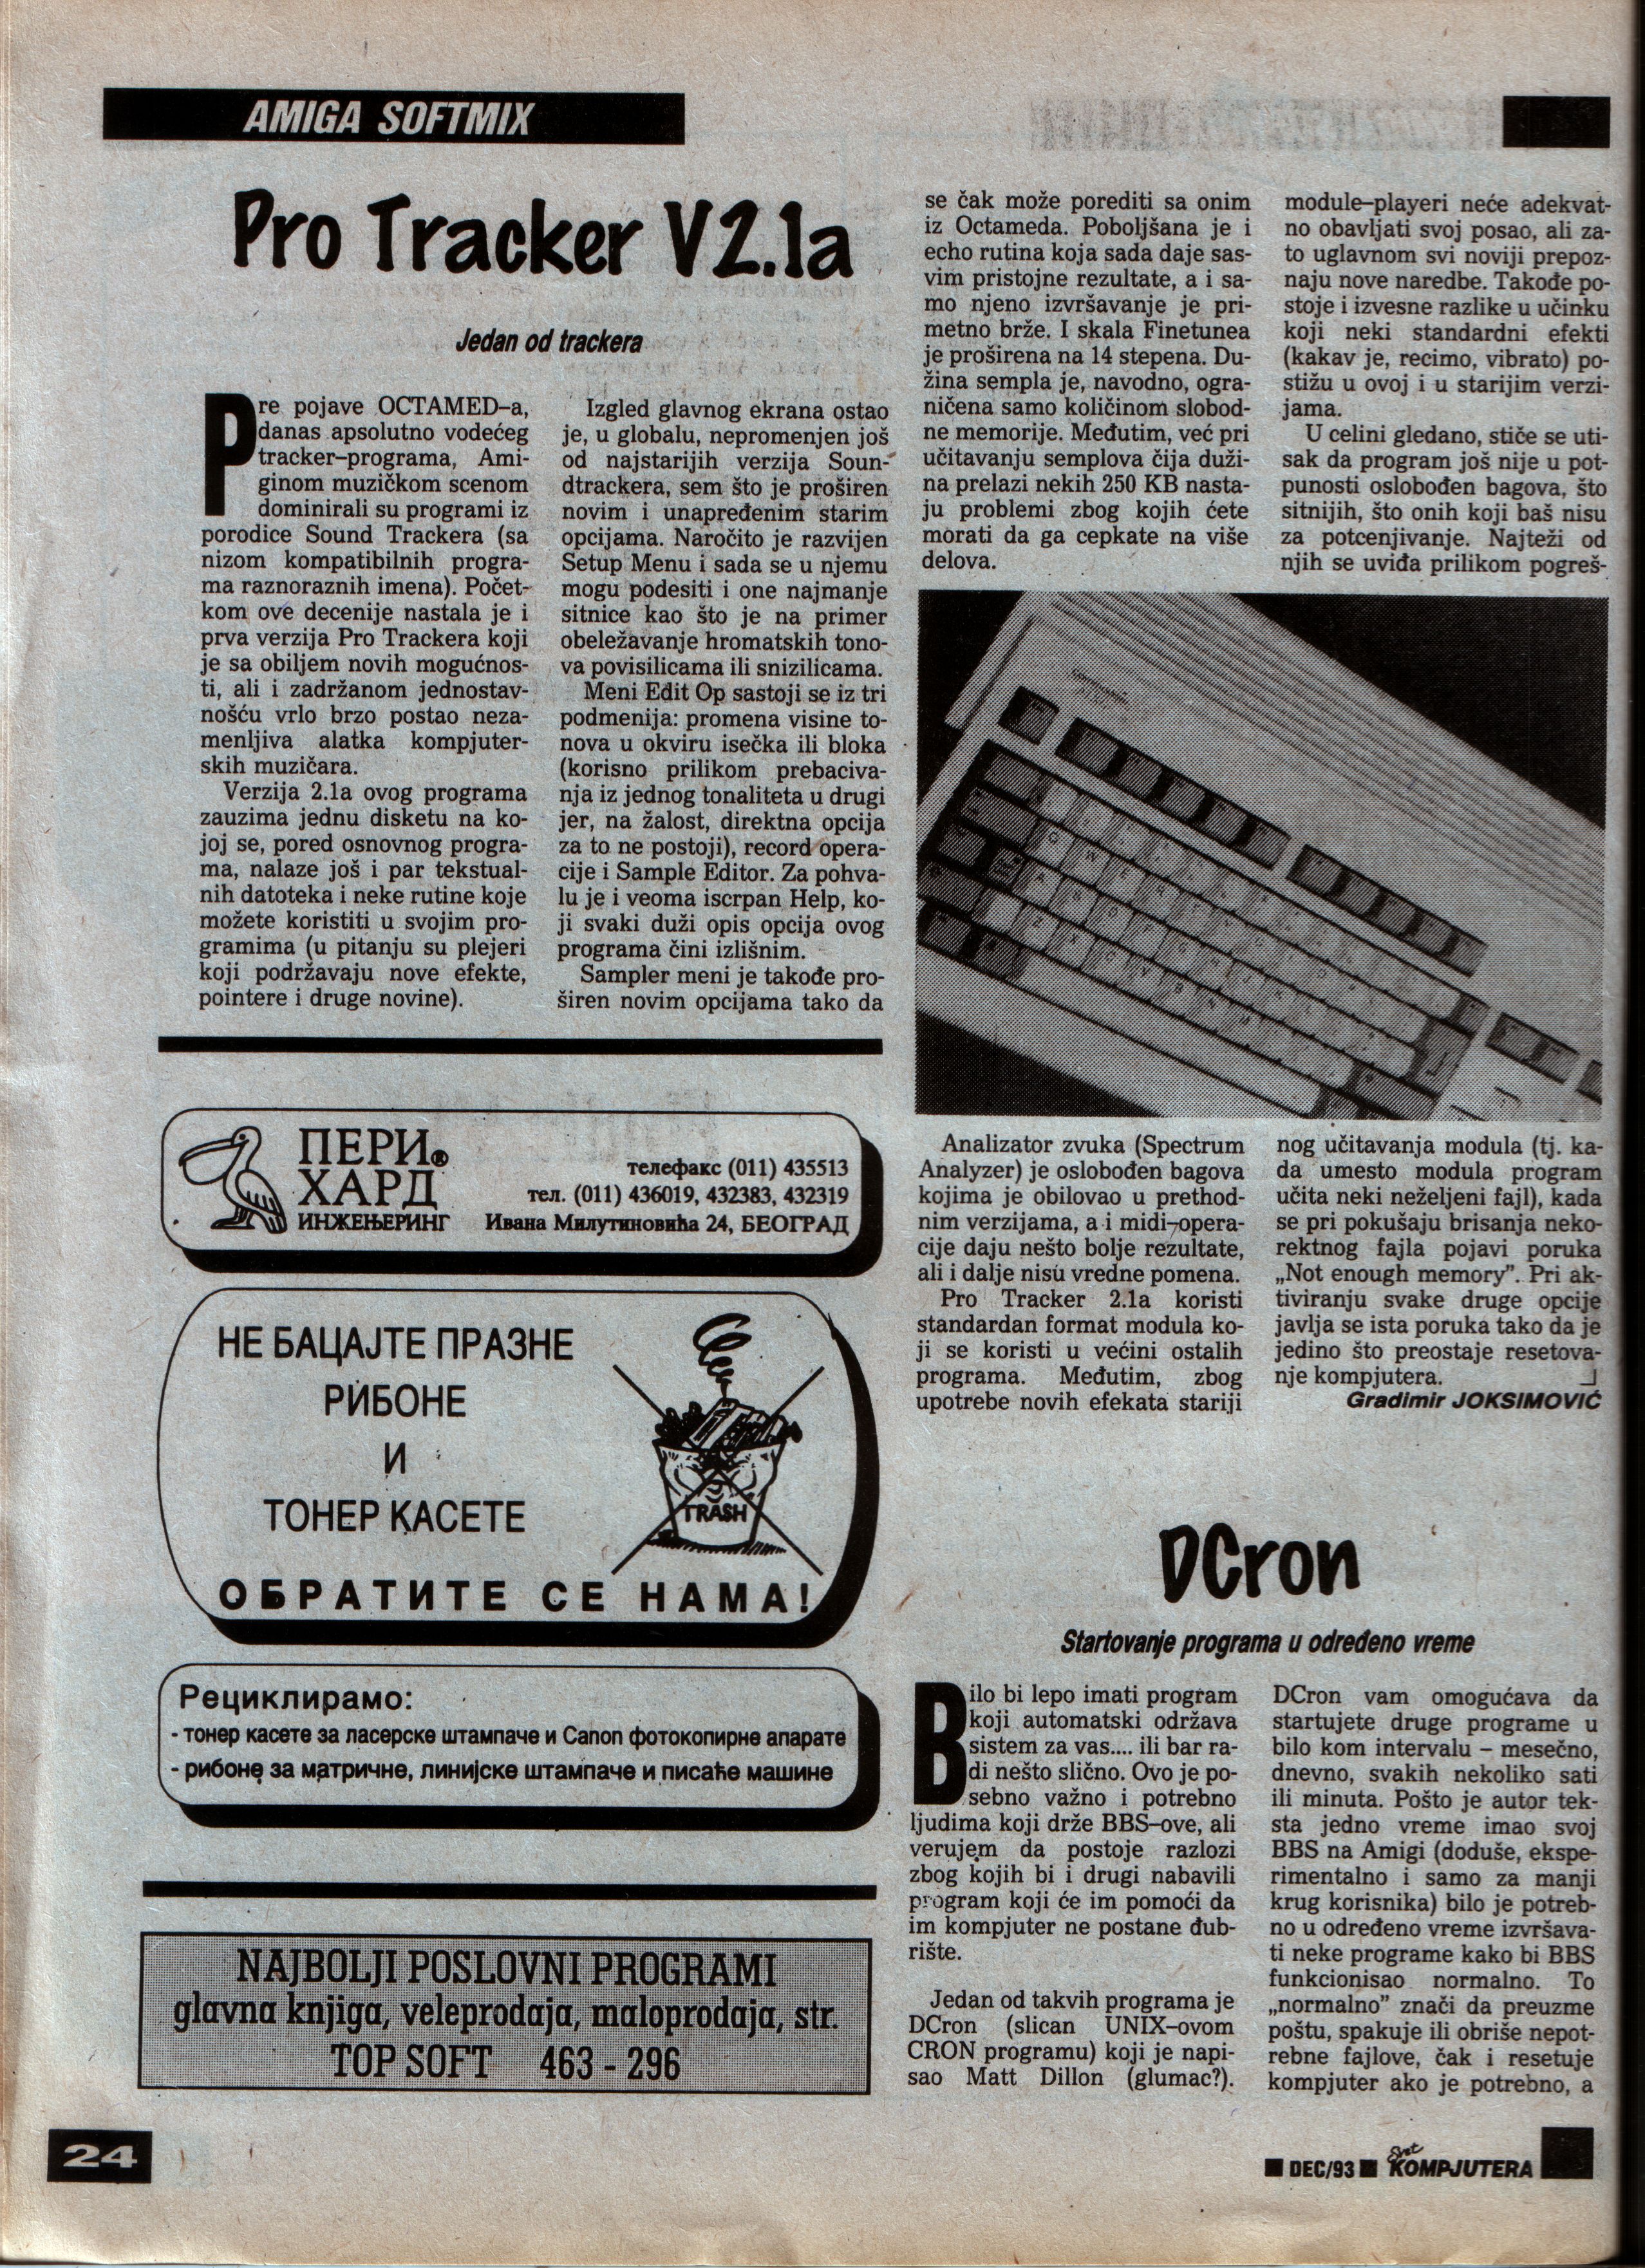 AMIGA SOFTMIX
Pro Tracker V2.1a
Jedan od trackera
Pre pojave OCTAMED–a,
danas apsolutno vodećeg
tracker–programa, Ami-
ginom muzičkom scenom
dominirali su programi iz
porodice Sound Trackera (sa
nizom kompatibilnih progra-
ma raznoraznih imena). Počet-
kom ove decenije nastala je i
prva verzija Pro Trackera koji
je sa obiljem novih mogućnos-
ti, ali i zadržanom jednostav-
nošću vrlo brzo postao neza-
menljiva alatka kompjuter-
skih muzičara.
Verzija 2.1a ovog programa
zauzima jednu disketu na ko-
joj se, pored osnovnog progra-
ma, nalaze još i par tekstual-
nih datoteka i neke rutine koje
možete koristiti u svojim pro-
gramima (u pitanju su plejeri
koji podržavaju nove efekte,
pointere i druge novine).
Izgled glavnog ekrana ostao
je, u globalu, nepromenjen još
od najstarijih verzija Soun-
dtrackera, sem što je proširen
novim i unapređenim starim
opcijama. Naročito je razvijen
Setup Menu i sada se u njemu
mogu podesiti i one najmanje
sitnice kao što je na primer
obeležavanje hromatskih tono-
va povisilicama ili snizilicama.
Meni Edit Op sastoji se iz tri
podmenija: promena visine to-
nova u okviru isečka ili bloka
(korisno prilikom prebaciva-
nja iz jednog tonaliteta u drugi
jer, na žalost, direktna opcija
za to ne postoji), record opera-
cije i Sample Editor. Za pohva-
lu je i veoma iscrpan Help, ko-
ji svaki duži opis opcija ovog
programa čini izlišnim.
Sampler meni je takođe pro-
širen novim opcijama tako da
se čak može porediti sa onim
iz Octameda. Poboljšana je i
echo rutina koja sada daje sas-
vim pristojne rezultate, a i sa-
mo njeno izvršavanje je pri-
metno brže. I skala Finetunea
je proširena na 14 stepena. Du-
žina sempla je, navodno, ogra-
ničena samo količinom slobod-
ne memorije. Međutim, već pri
učitavanju semplova čija duži-
na prelazi nekih 250 KB nasta-
ju problemi zbog kojih ćete
morati da ga cepkate na više
delova.
Analizator zvuka (Spectrum
Analyzer) je oslobođen bagova
kojima je obilovao u prethod-
nim verzijama, a i midi–opera-
cije daju nešto bolje rezultate,
ali i dalje nisu vredne pomena.
Pro Tracker 2.1a koristi
standardan format modula ko-
ji se koristi u većini ostalih
programa. Međutim, zbog
upotrebe novih efekata stariji
module–playeri neće adekvat-
no obavljati svoj posao, ali za-
to uglavnom svi noviji prepoz-
naju nove naredbe. Takođe po-
stoje i izvesne razlike u učinku
koji neki standardni efekti
(kakav je, recimo, vibrato) po-
stižu u ovoj i u starijim verzi-
jama.
U celini gledano, stiče se uti-
sak da program još nije u pot-
punosti oslobođen bagova, što
sitnijih, što onih koji baš nisu
za potcenjivanje. Najteži od
njih se uviđa prilikom pogreš-
nog učitavanja modula (tj. ka-
da umesto modula program
učita neki neželjeni fajl), kada
se pri pokušaju brisanja neko-
rektnog fajla pojavi poruka
„Not enough memory”. Pri ak-
tiviranju svake druge opcije
javlja se ista poruka tako da je
jedino što preostaje resetova-
nje kompjutera.
Gradimir JOKSIMOVIĆ
ПЕРИ®
ХАРД
ИНЖЕЊЕРИНГ
телефакс (011) 435513
тел. (011) 436019, 432383, 432319
Ивана Милутиновића 24, БЕОГРАД
НЕ БАЦАЈТЕ ПРАЗНЕ
РИБОНЕ
И
ТОНЕР КАСЕТЕ
TRASH
ОБРАТИТЕ СЕ НАМА!
Рециклирамо:
- тонер касете за ласерске штампаче и Canon фотокопирне апарате
- рибоне за матричне, линијске штампаче и писаће машине
NAJBOLJI POSLOVNI PROGRAMI
glavna knjiga, veleprodaja, maloprodaja, str.
TOP SOFT 463 - 296
DCron
Startovanje programa u određeno vreme
Bilo bi lepo imati program
koji automatski održava
sistem za vas.... ili bar ra-
di nešto slično. Ovo je po-
sebno važno i potrebno
ljudima koji drže BBS–ove, ali
verujem da postoje razlozi
zbog kojih bi i drugi nabavili
program koji će im pomoći da
im kompjuter ne postane đub-
rište.
Jedan od takvih programa je
DCron (slican UNIX–ovom
CRON programu) koji je napi-
sao Matt Dillon (glumac?).
DCron vam omogućava da
startujete druge programe u
bilo kom intervalu – mesečno,
dnevno, svakih nekoliko sati
ili minuta. Pošto je autor tek-
sta jedno vreme imao svoj
BBS na Amigi (doduše, ekspe-
rimentalno i samo za manji
krug korisnika) bilo je potreb-
no u određeno vreme izvršava-
ti neke programe kako bi BBS
funkcionisao normalno. To
„normalno” znači da preuzme
poštu, spakuje ili obriše nepot-
rebne fajlove, čak i resetuje
kompjuter ako je potrebno, a
24
DEC/93 Svet KOMPJUTERA